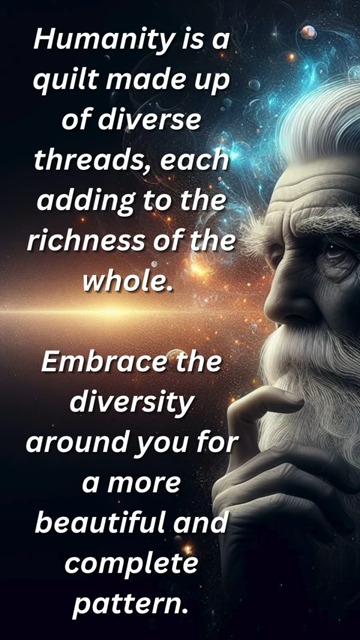 Humanity is a
quilt made up
of diverse
threads, each
adding to the
richness of the
whole.
Embrace the
diversity
around you for
a more
beautiful and
complete
pattern.